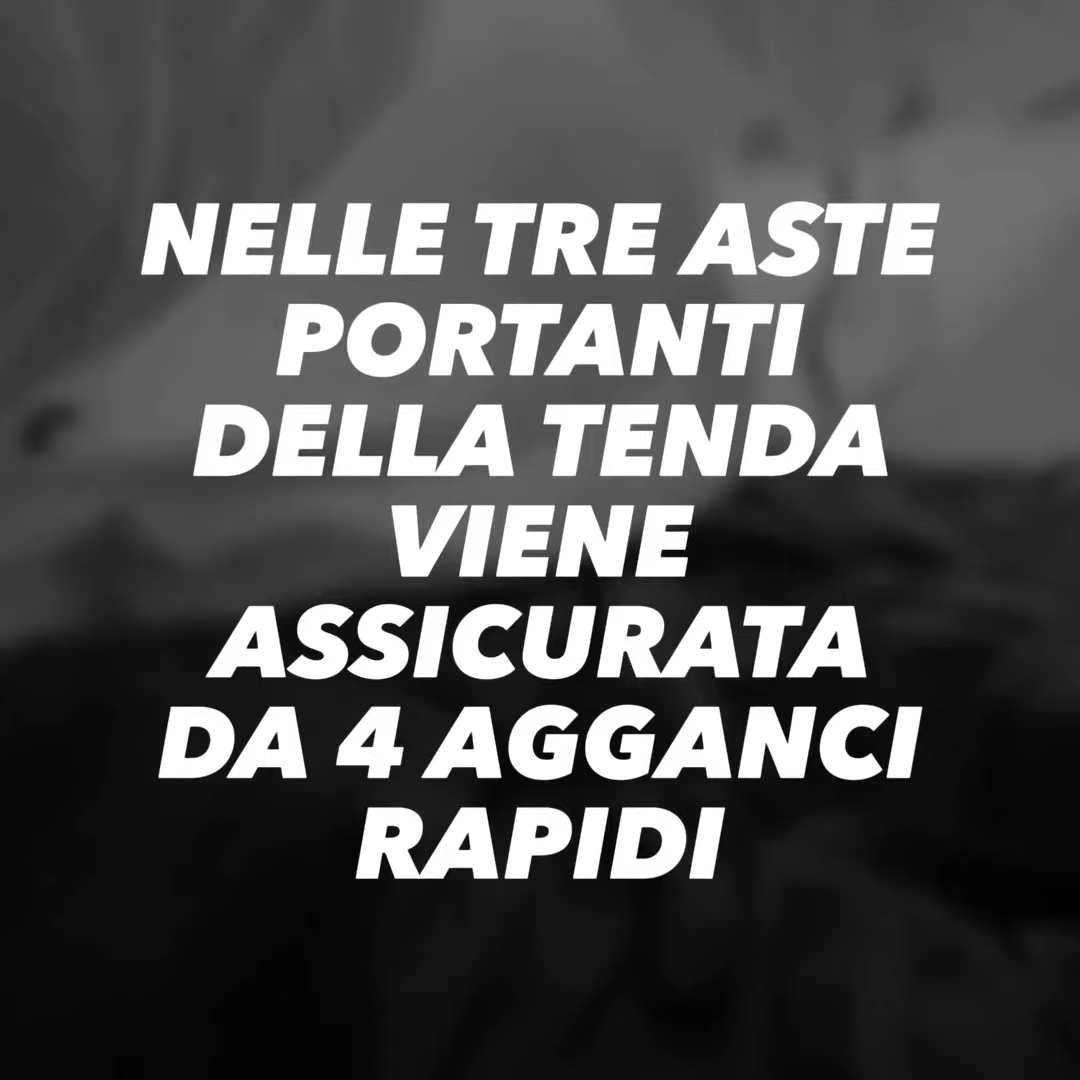 NELLE TRE ASTE
PORTANTI
DELLA TENDA
VIENE
ASSICURATA
DA 4 AGGANCI
RAPIDI